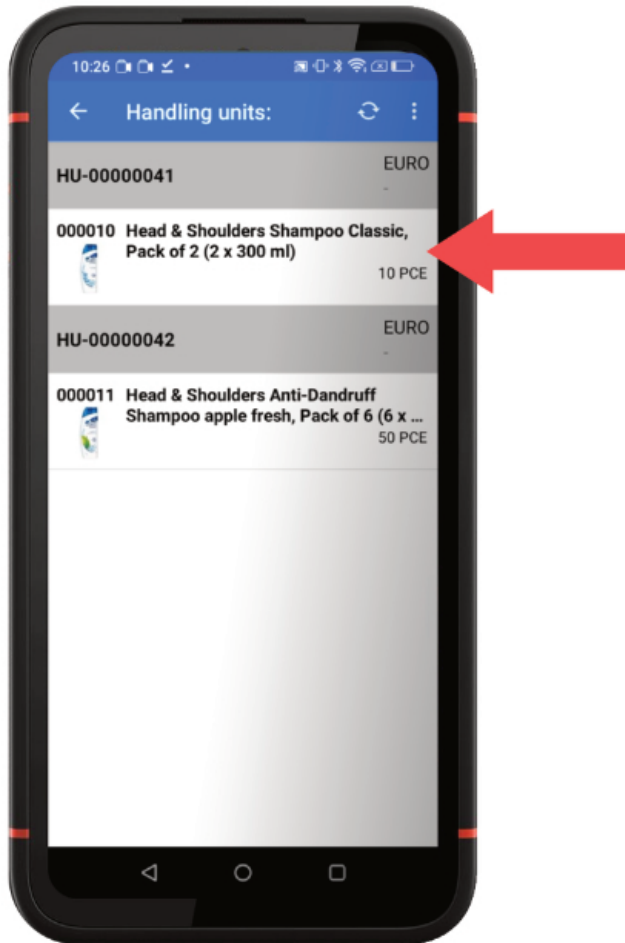 10:26
Handling units:
HU-00000041
EURO
-
000010 Head & Shoulders Shampoo Classic,
Pack of 2 (2 x 300 ml)
10 PCE
HU-00000042
EURO
-
000011 Head & Shoulders Anti-Dandruff
Shampoo apple fresh, Pack of 6 (6 x ...
50 PCE